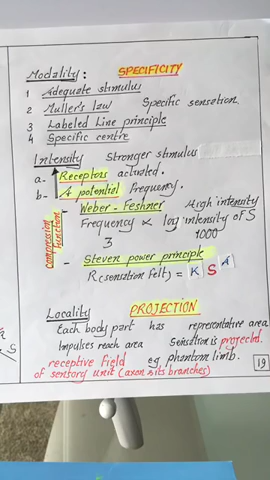 Modality: SPECIFICITY
1 Adequate stimulus
2 Muller's law Specific sensation.
3 Labeled Line principle
4 Specific centre
Intensity Stronger stimulus
a- Receptors activated.
b- A potential frequency.
Weber - Feshner High intensity
Frequency ∝ log intensity of S
3 1000
Compression function
Steven power principle
R (sensation felt) = K S A
Locality PROJECTION
Each body part has representative area
Impulses reach area Sensation is projected.
receptive field eg phantom limb.
of sensory unit (axon & its branches)
19
S